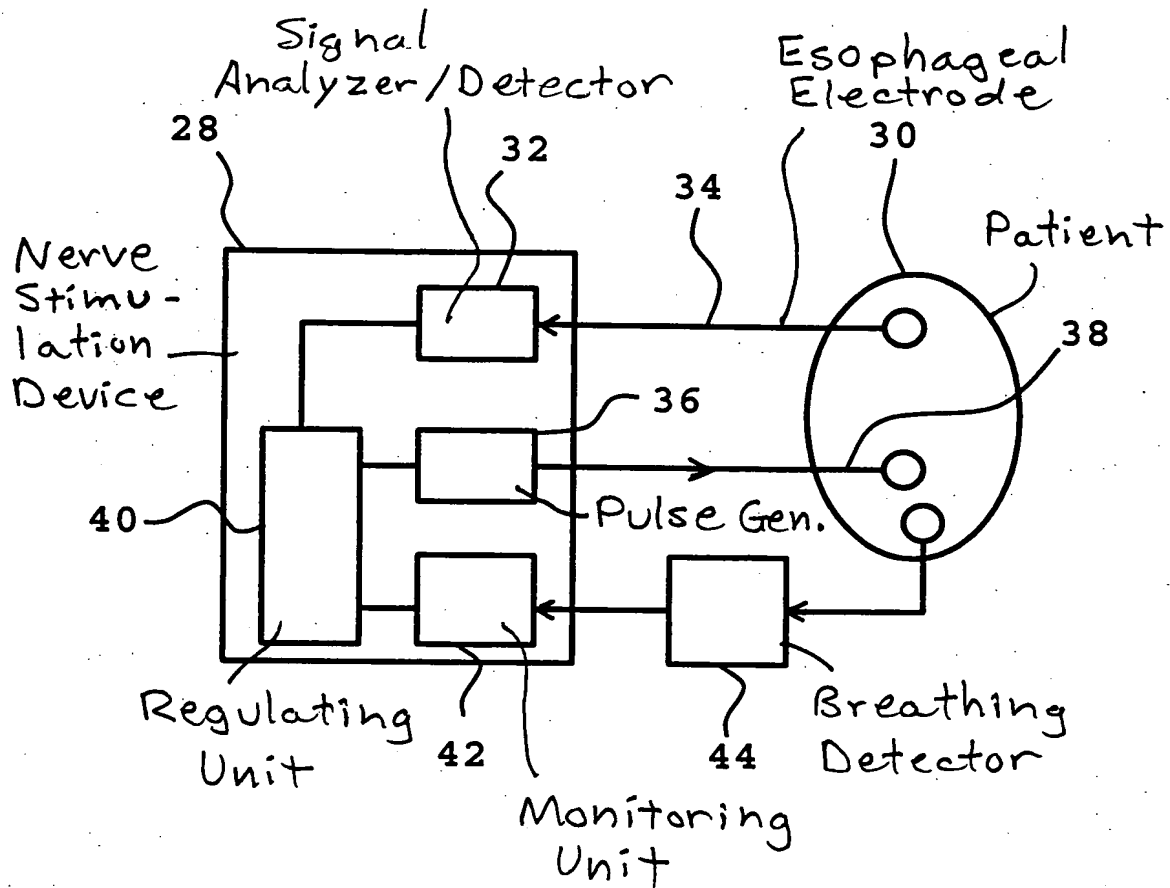 Signal
Analyzer/Detector
Esophageal
Electrode
28
32
34
30
Patient
Nerve
Stimu-
lation
Device
38
36
40
Pulse Gen.
Regulating
Unit
42
44
Breathing
Detector
Monitoring
Unit